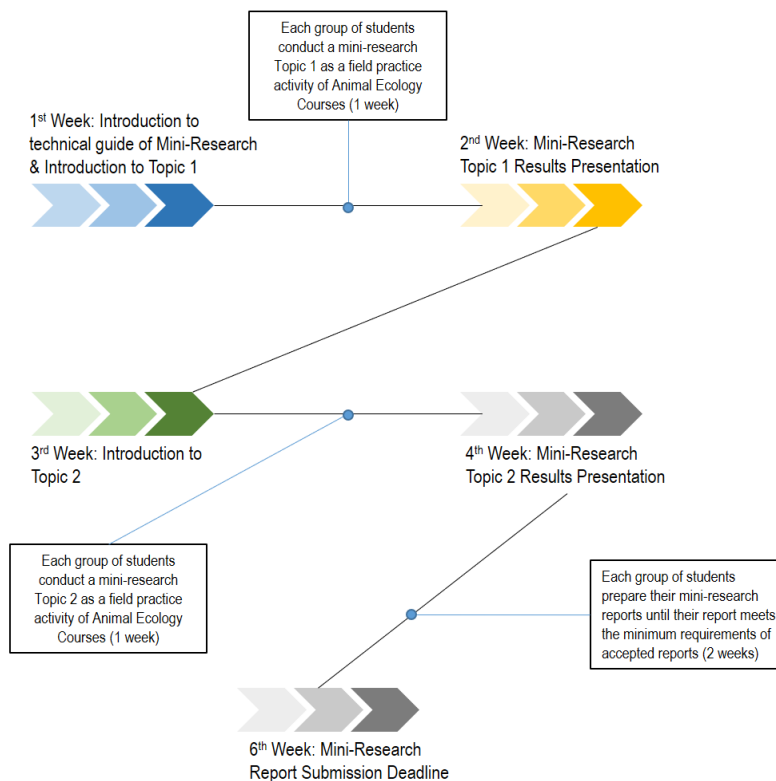 Each group of students
conduct a mini-research
Topic 1 as a field practice
activity of Animal Ecology
Courses (1 week)
1st Week: Introduction to
technical guide of Mini-Research
& Introduction to Topic 1
2nd Week: Mini-Research
Topic 1 Results Presentation
3rd Week: Introduction to
Topic 2
4th Week: Mini-Research
Topic 2 Results Presentation
Each group of students
conduct a mini-research
Topic 2 as a field practice
activity of Animal Ecology
Courses (1 week)
Each group of students
prepare their mini-research
reports until their report meets
the minimum requirements of
accepted reports (2 weeks)
6th Week: Mini-Research
Report Submission Deadline